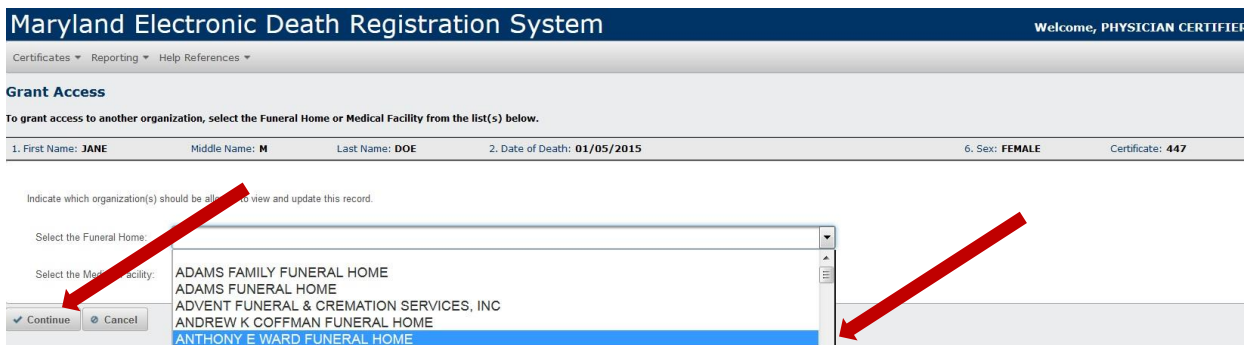 Maryland Electronic Death Registration System
Welcome, PHYSICIAN CERTIFIER
Certificates Reporting Help References
Grant Access
To grant access to another organization, select the Funeral Home or Medical Facility from the list(s) below.
1. First Name: JANE Middle Name: M Last Name: DOE 2. Date of Death: 01/05/2015 6. Sex: FEMALE Certificate: 447
Indicate which organization(s) should be allowed to view and update this record.
Select the Funeral Home:
Select the Medical Facility:
ADAMS FAMILY FUNERAL HOME
ADAMS FUNERAL HOME
ADVENT FUNERAL & CREMATION SERVICES, INC
ANDREW K COFFMAN FUNERAL HOME
ANTHONY E WARD FUNERAL HOME
Continue Cancel